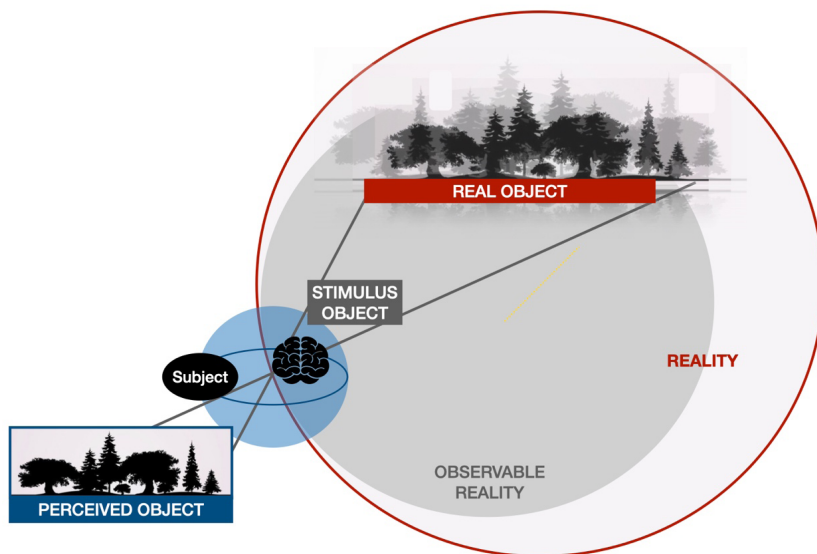 REAL OBJECT
STIMULUS
OBJECT
Subject
REALITY
OBSERVABLE
REALITY
PERCEIVED OBJECT